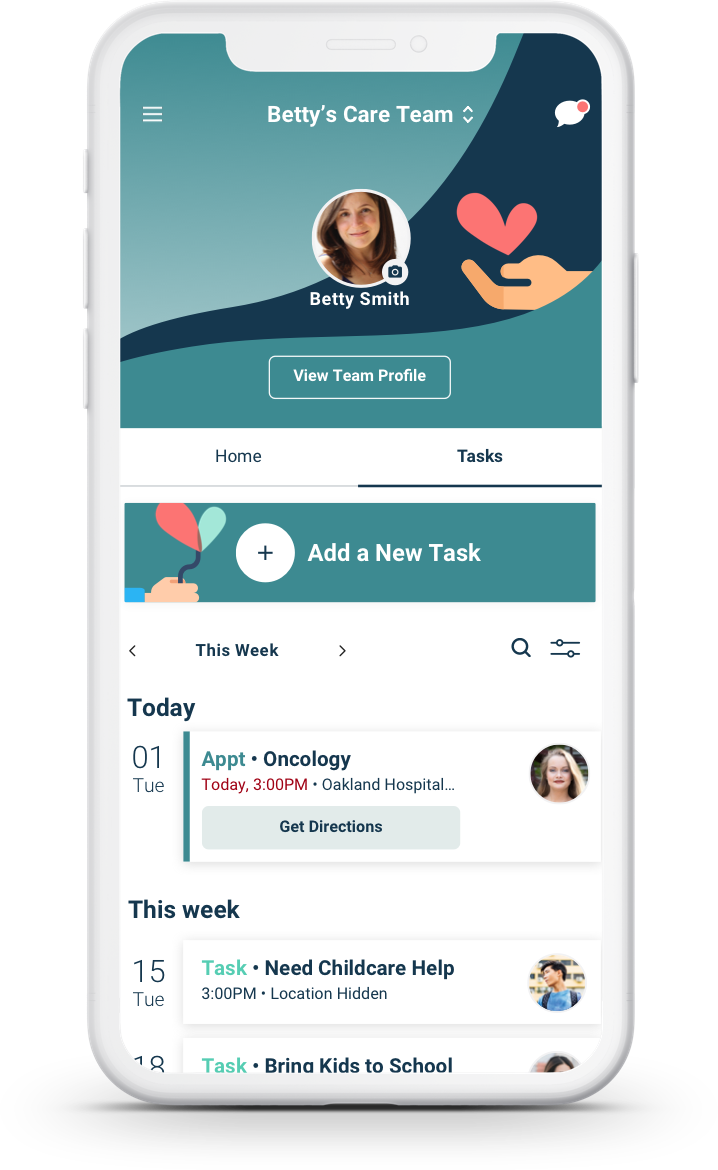 Betty’s Care Team
Betty Smith
View Team Profile
Home
Tasks
+ Add a New Task
This Week
Today
01
Tue
Appt • Oncology
Today, 3:00PM • Oakland Hospital...
Get Directions
This week
15
Tue
Task • Need Childcare Help
3:00PM • Location Hidden
18
Task • Bring Kids to School